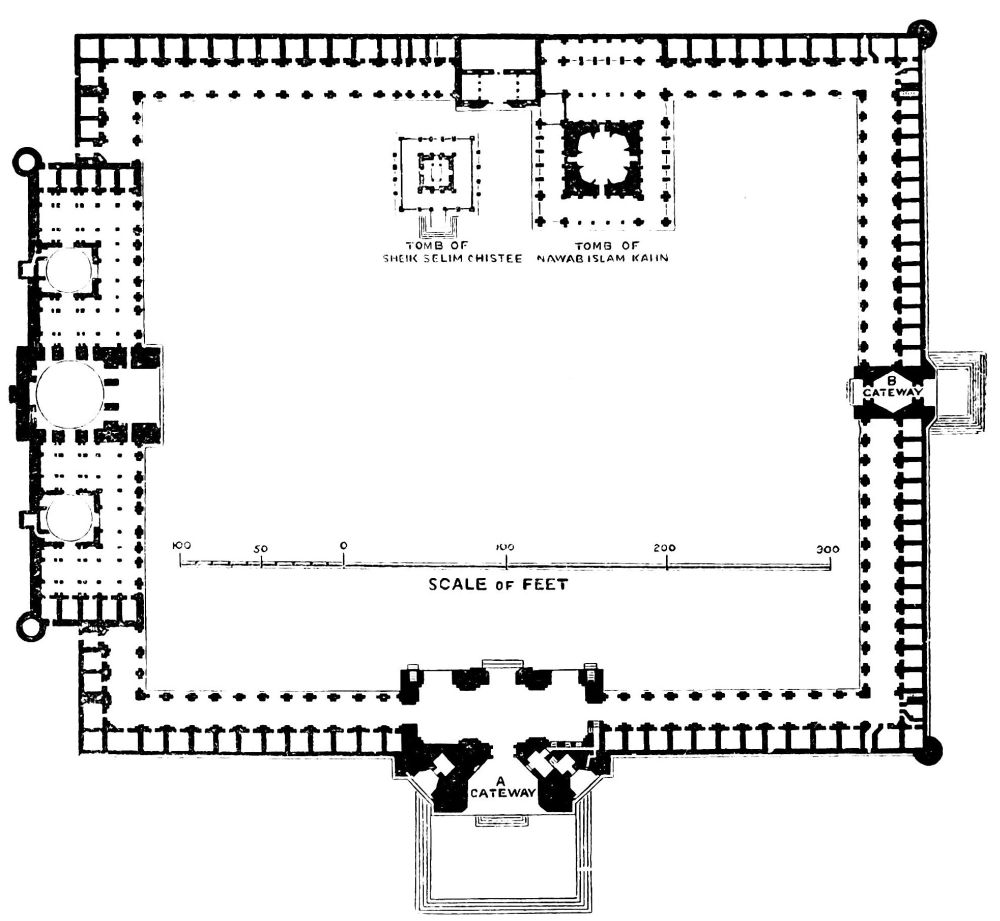 TOMB OF
SHEIK SELIM CHISTEE
TOMB OF
NAWAB ISLAM KAHN
B
GATEWAY
100 50 0 100 200 300
SCALE OF FEET
A
GATEWAY